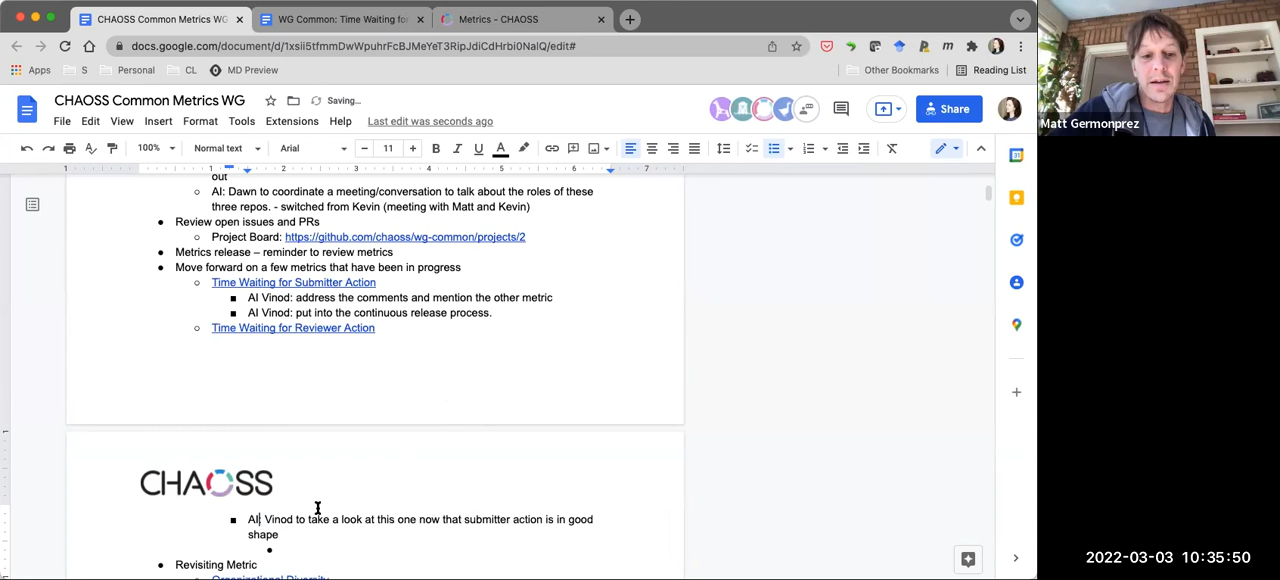 CHAOSS Common Metrics WG
WG Common: Time Waiting for
Metrics - CHAOSS
docs.google.com/document/d/1xsIi5tfmmDwWpuhrFcBJMeYeT3RipJdiCdHrbi0NaIQ/edit#
Apps
S
Personal
CL
MD Preview
Other Bookmarks
Reading List
CHAOSS Common Metrics WG
Saving...
File
Edit
View
Insert
Format
Tools
Extensions
Help
Last edit was seconds ago
Share
100%
Normal text
Arial
11
out
AI: Dawn to coordinate a meeting/conversation to talk about the roles of these
three repos. - switched from Kevin (meeting with Matt and Kevin)
Review open issues and PRs
Project Board: https://github.com/chaoss/wg-common/projects/2
Metrics release – reminder to review metrics
Move forward on a few metrics that have been in progress
Time Waiting for Submitter Action
AI Vinod: address the comments and mention the other metric
AI Vinod: put into the continuous release process.
Time Waiting for Reviewer Action
CHAOSS
AI: Vinod to take a look at this one now that submitter action is in good
shape
Revisiting Metric
Organizational Diversity
Matt Germonprez
2022-03-03 10:35:50